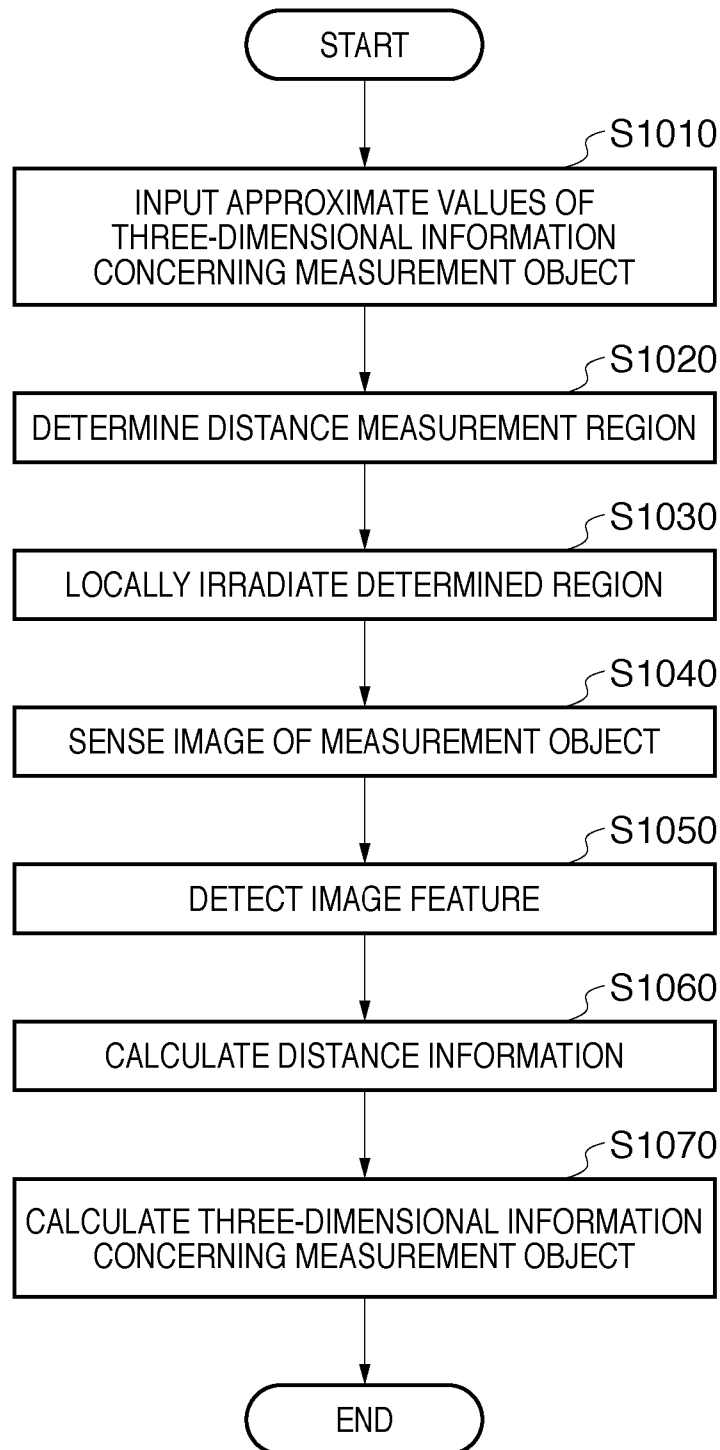 START
S1010
INPUT APPROXIMATE VALUES OF
THREE-DIMENSIONAL INFORMATION
CONCERNING MEASUREMENT OBJECT
S1020
DETERMINE DISTANCE MEASUREMENT REGION
S1030
LOCALLY IRRADIATE DETERMINED REGION
S1040
SENSE IMAGE OF MEASUREMENT OBJECT
S1050
DETECT IMAGE FEATURE
S1060
CALCULATE DISTANCE INFORMATION
S1070
CALCULATE THREE-DIMENSIONAL INFORMATION
CONCERNING MEASUREMENT OBJECT
END